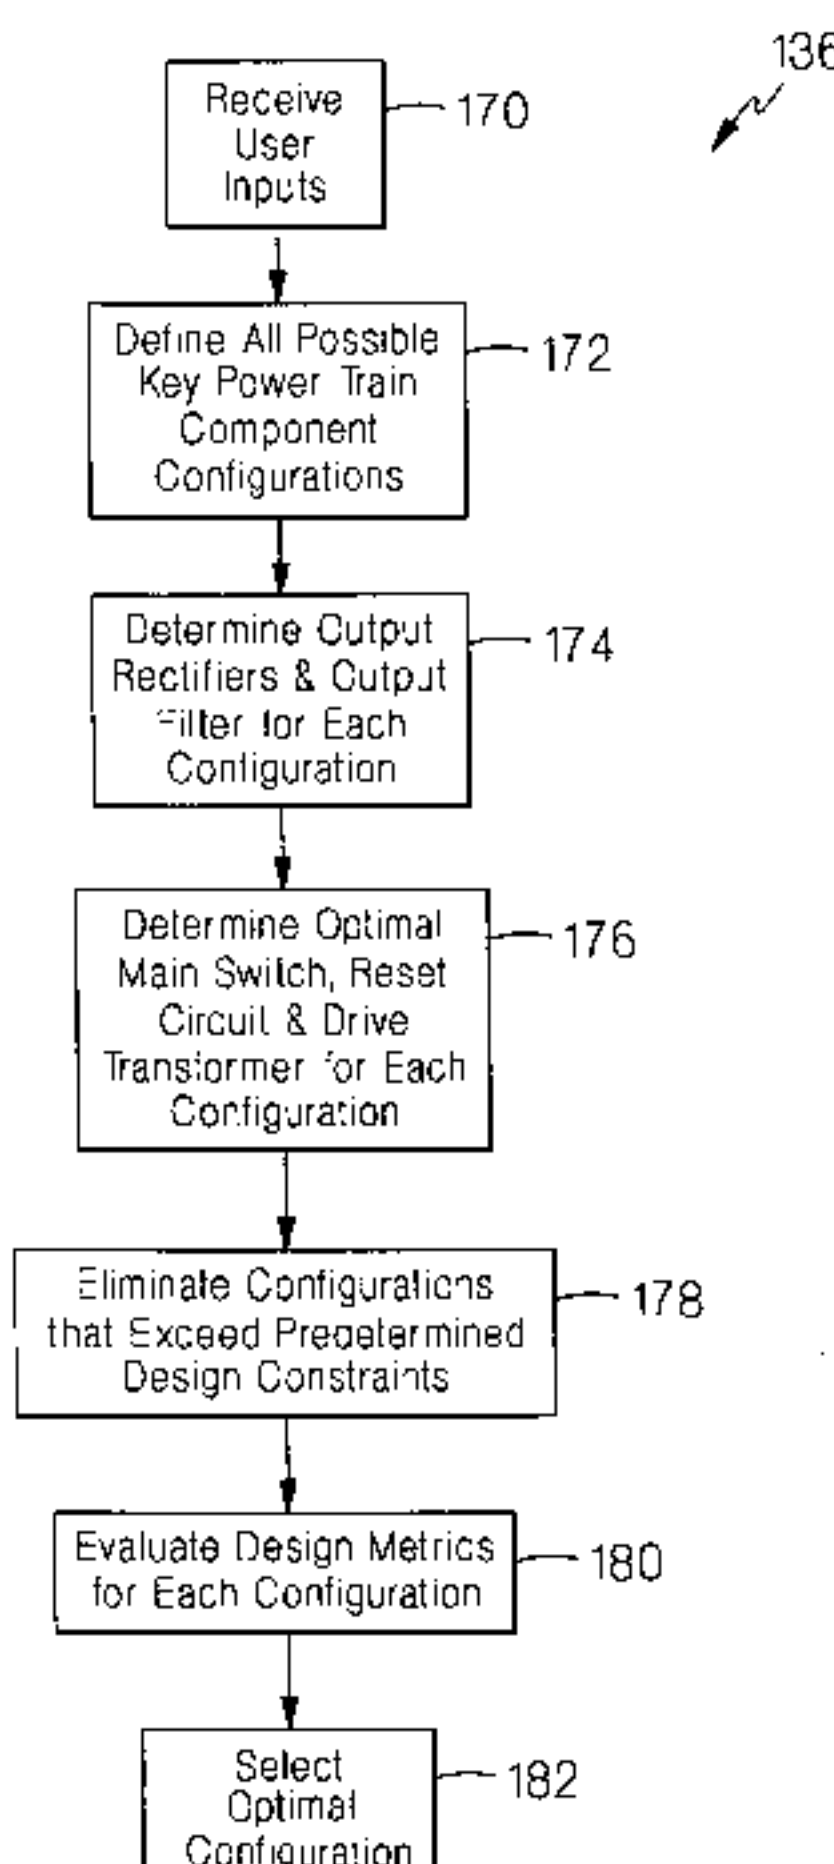 136
Receive
User
Inputs
170
Define All Possible
Key Power Train
Component
Configurations
172
Determine Output
Rectifiers & Output
Filter for Each
Configuration
174
Determine Optimal
Main Switch, Reset
Circuit & Drive
Transformer for Each
Configuration
176
Eliminate Configurations
that Exceed Predetermined
Design Constraints
178
Evaluate Design Metrics
for Each Configuration
180
Select
Optimal
Configuration
182